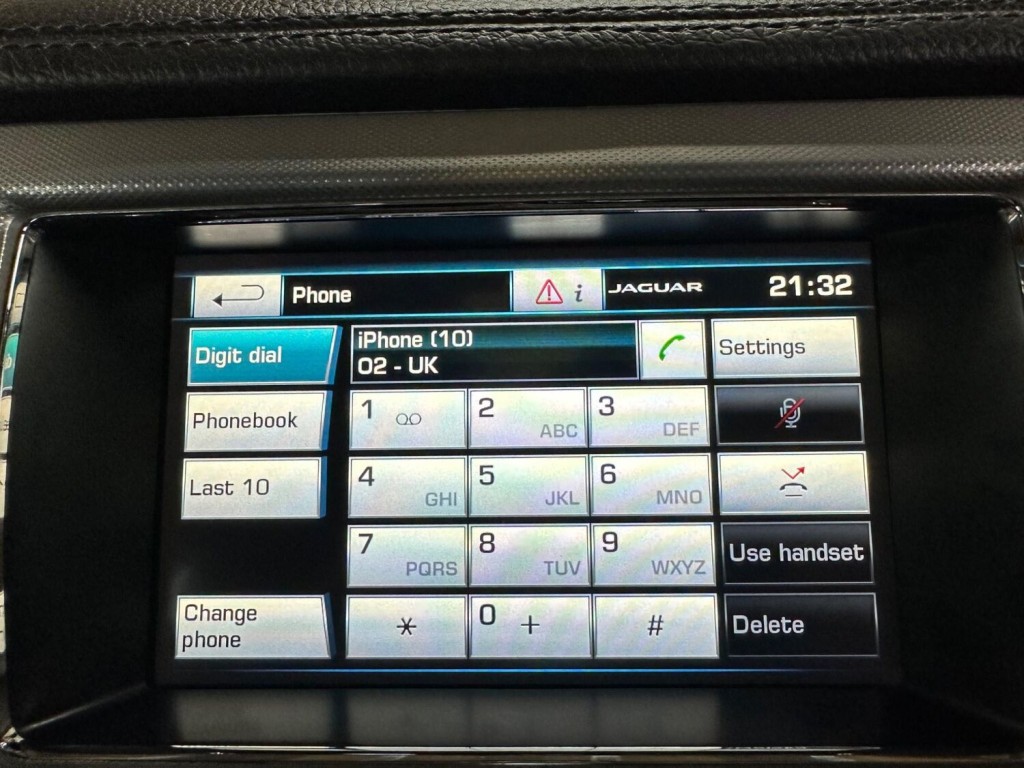 Phone
i
JAGUAR
21:32
Digit dial
iPhone (10)
O2 - UK
Settings
Phonebook
1
2 ABC
3 DEF
Last 10
4 GHI
5 JKL
6 MNO
7 PQRS
8 TUV
9 WXYZ
Use handset
Change
phone
*
0 +
#
Delete